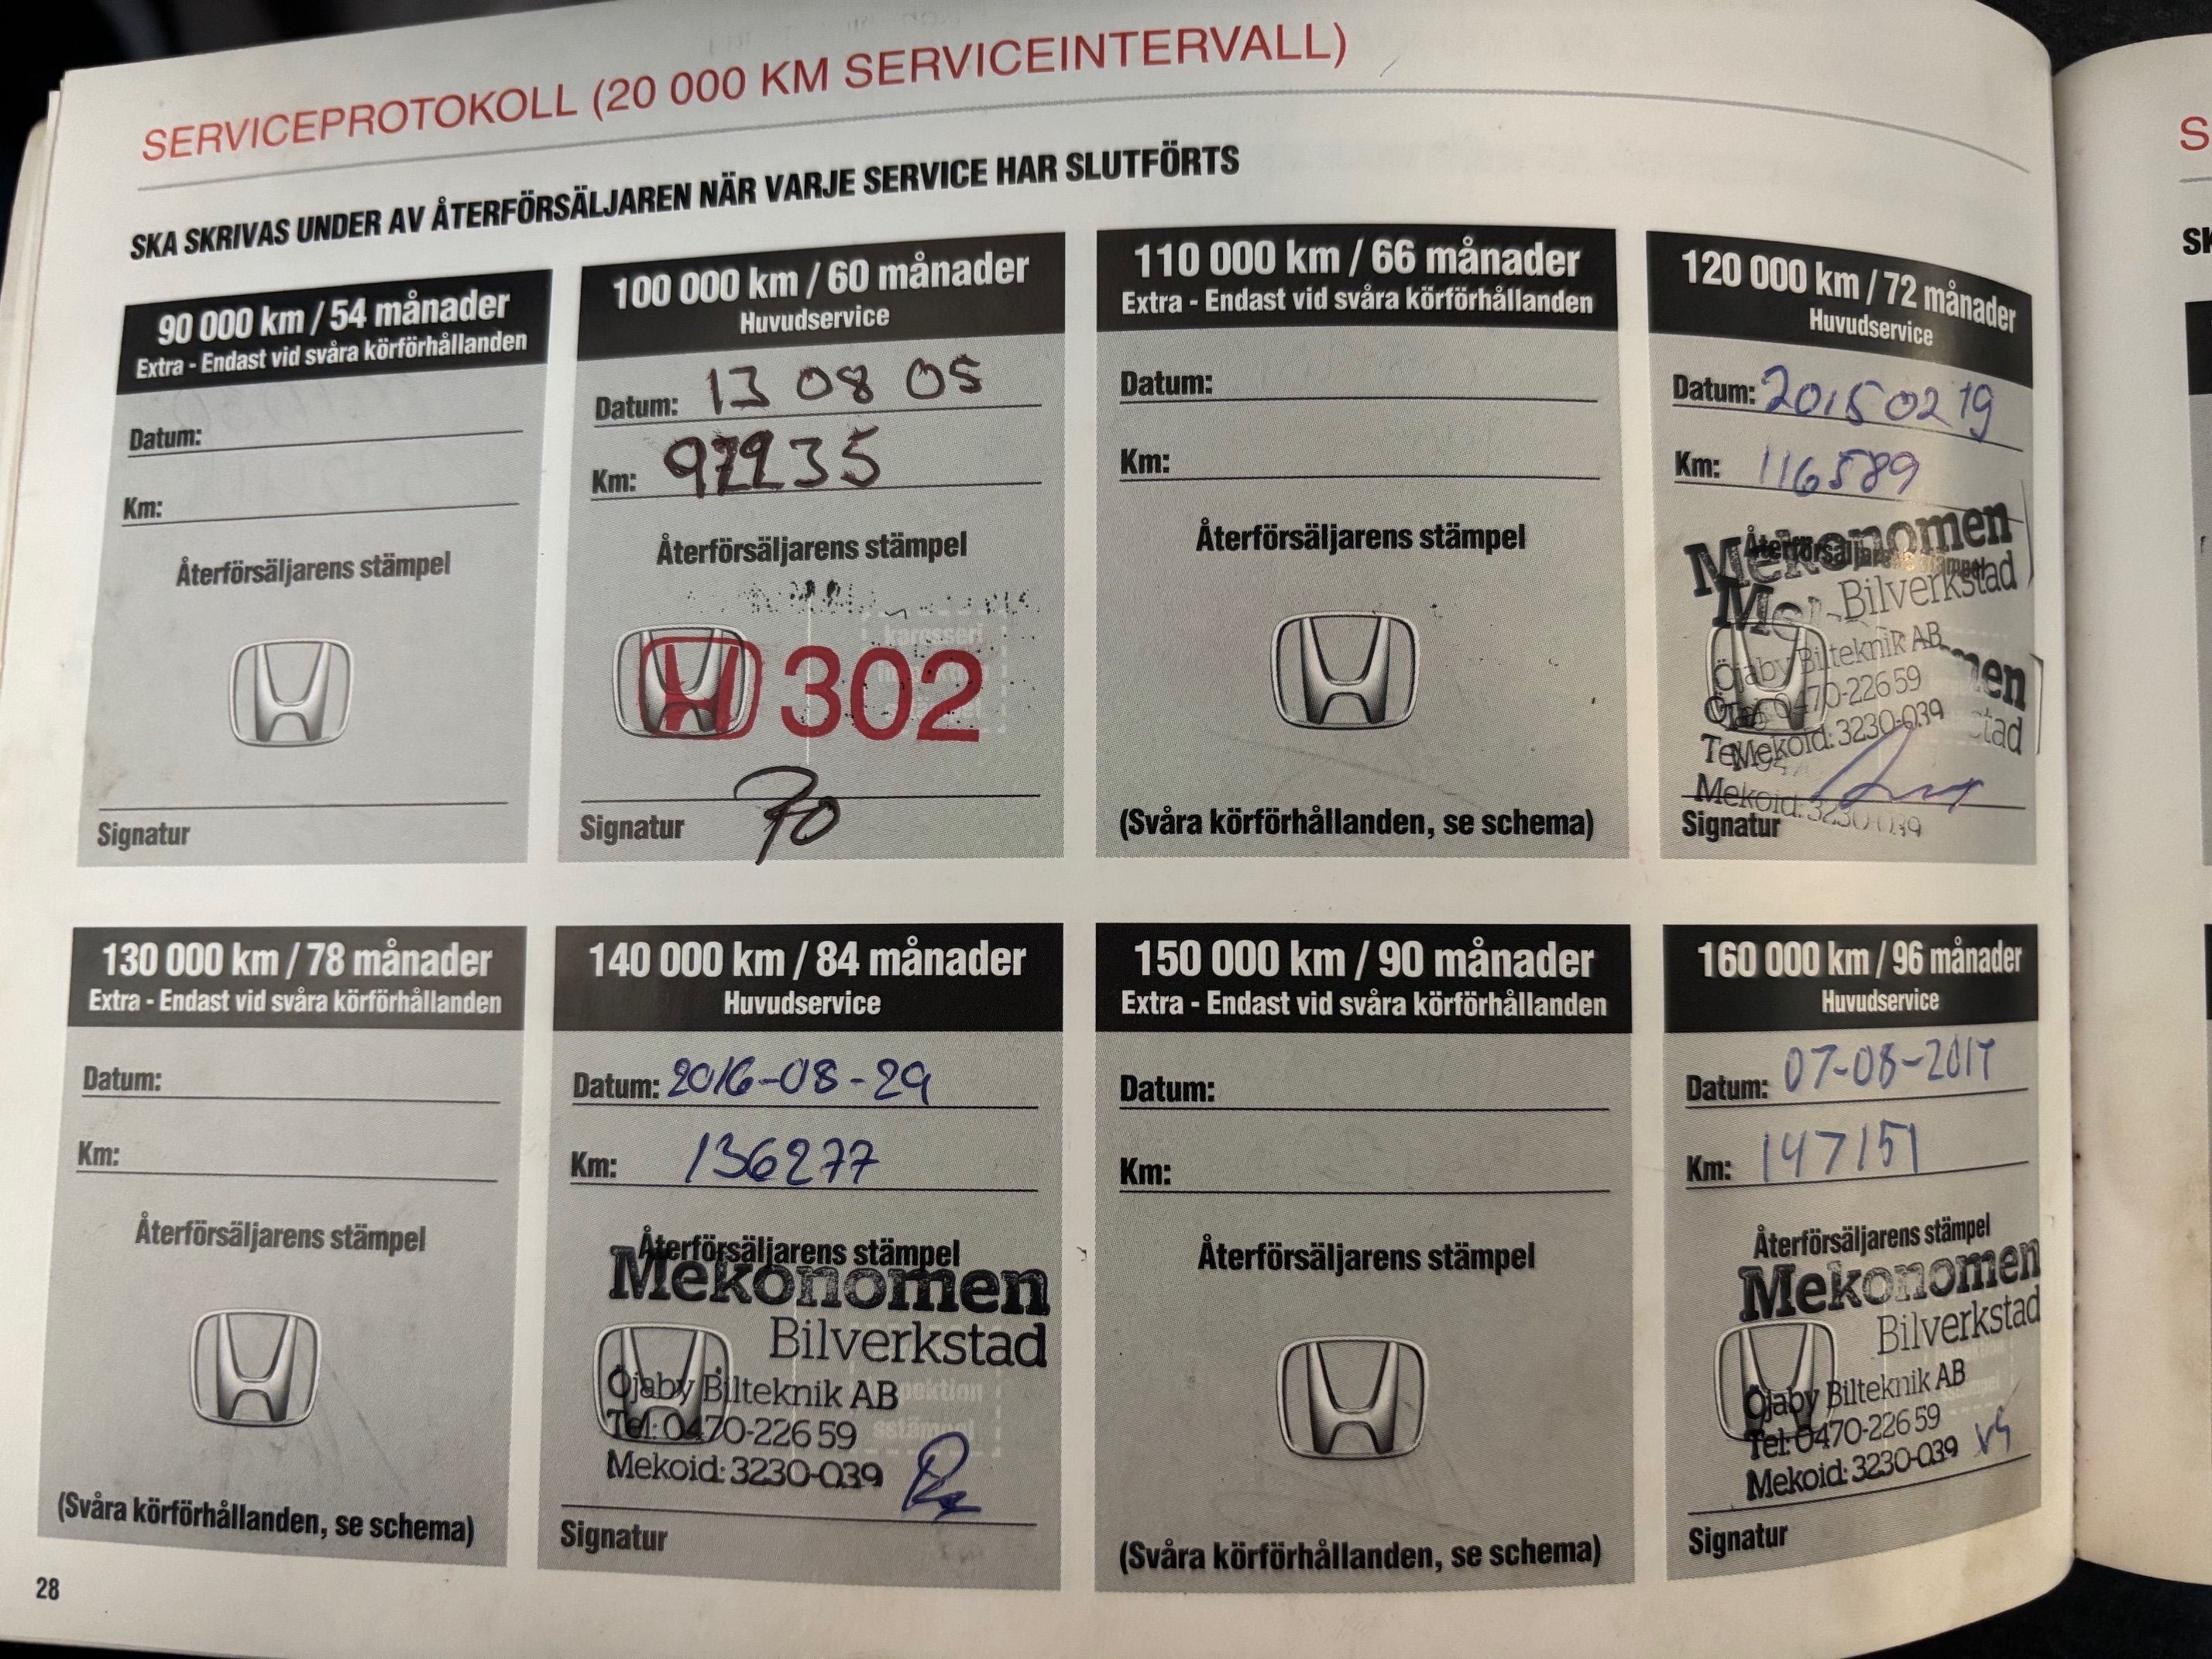 SERVICEPROTOKOLL (20 000 KM SERVICEINTERVALL)
SKA SKRIVAS UNDER AV ÅTERFÖRSÄLJAREN NÄR VARJE SERVICE HAR SLUTFÖRTS
90 000 km / 54 månader
Extra - Endast vid svåra körförhållanden
Datum:
Km:
Återförsäljarens stämpel
Signatur
100 000 km / 60 månader
Huvudservice
Datum: 13 08 05
Km: 97235
Återförsäljarens stämpel
karosseri
H 302
Signatur
110 000 km / 66 månader
Extra - Endast vid svåra körförhållanden
Datum:
Km:
Återförsäljarens stämpel
(Svåra körförhållanden, se schema)
120 000 km / 72 månader
Huvudservice
Datum: 20150219
Km: 116589
Återförsäljarens stämpel
Mekonomen
Bilverkstad
Öjaby Bilteknik AB
0470-226 59
Mekoid: 3230-039
Mekoid: 3230-039
Signatur
130 000 km / 78 månader
Extra - Endast vid svåra körförhållanden
Datum:
Km:
Återförsäljarens stämpel
(Svåra körförhållanden, se schema)
140 000 km / 84 månader
Huvudservice
Datum: 2016-08-29
Km: 136277
Återförsäljarens stämpel
Mekonomen
Bilverkstad
Öjaby Bilteknik AB
Tel: 0470-226 59
Mekoid: 3230-039
Signatur
150 000 km / 90 månader
Extra - Endast vid svåra körförhållanden
Datum:
Km:
Återförsäljarens stämpel
(Svåra körförhållanden, se schema)
160 000 km / 96 månader
Huvudservice
Datum: 07-08-2017
Km: 147151
Återförsäljarens stämpel
Mekonomen
Bilverkstad
Öjaby Bilteknik AB
Tel: 0470-226 59
Mekoid: 3230-039
Signatur
28